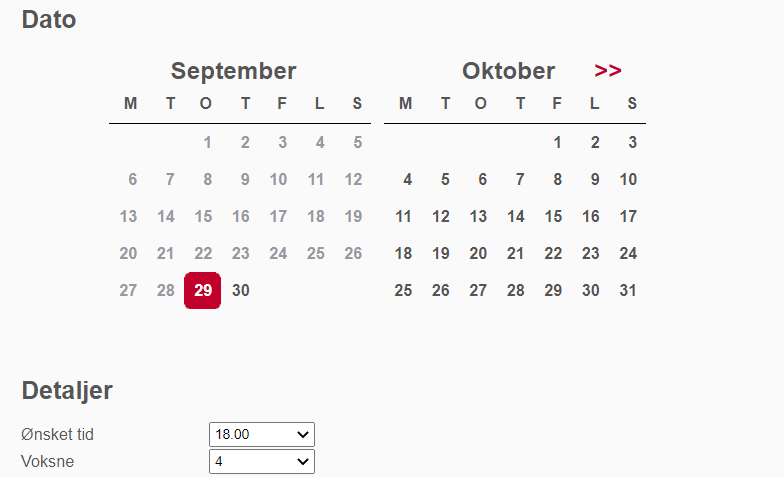 Dato
September
M T O T F L S
1 2 3 4 5
6 7 8 9 10 11 12
13 14 15 16 17 18 19
20 21 22 23 24 25 26
27 28 29 30
Oktober >>
M T O T F L S
1 2 3
4 5 6 7 8 9 10
11 12 13 14 15 16 17
18 19 20 21 22 23 24
25 26 27 28 29 30 31
Detaljer
Ønsket tid 18.00
Voksne 4